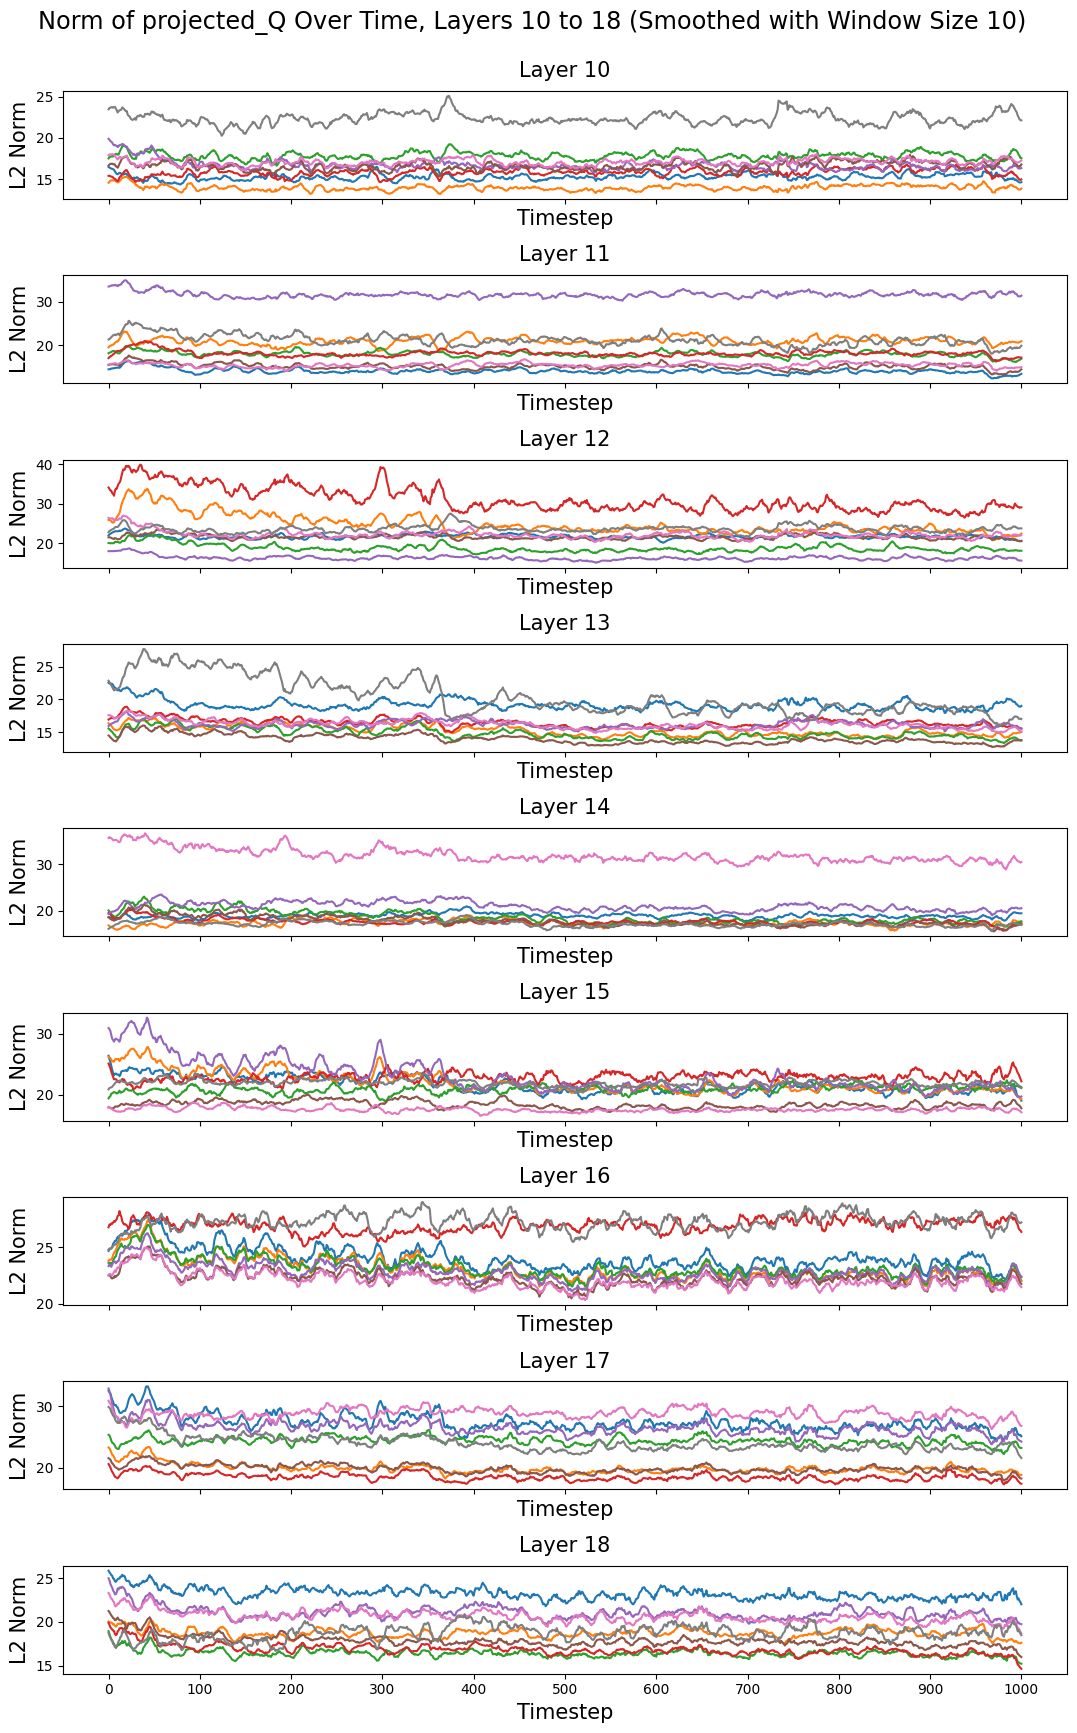 Norm of projected_Q Over Time, Layers 10 to 18 (Smoothed with Window Size 10)
Layer 10
25
20
15
L2 Norm
Timestep
Layer 11
30
20
L2 Norm
Timestep
Layer 12
40
30
20
L2 Norm
Timestep
Layer 13
25
20
15
L2 Norm
Timestep
Layer 14
30
20
L2 Norm
Timestep
Layer 15
30
20
L2 Norm
Timestep
Layer 16
25
20
L2 Norm
Timestep
Layer 17
30
20
L2 Norm
Timestep
Layer 18
25
20
15
L2 Norm
0 100 200 300 400 500 600 700 800 900 1000
Timestep